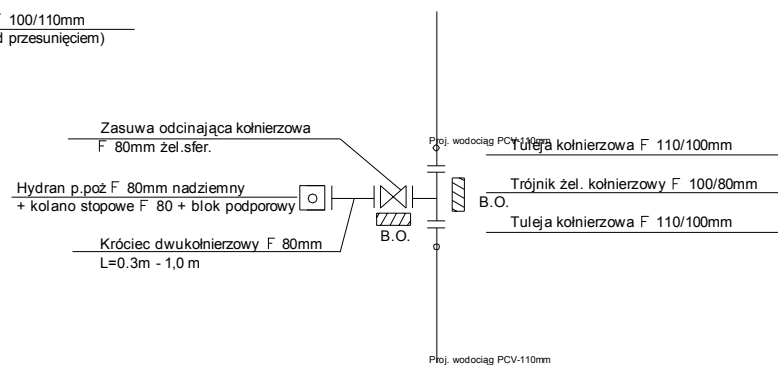 F 100/110mm
d przesunięciem)
Zasuwa odcinająca kołnierzowa
F 80mm żel.sfer.
Proj. wodociąg PCV-110mm
Tuleja kołnierzowa F 110/100mm
Hydran p.poż F 80mm nadziemny
+ kolano stopowe F 80 + blok podporowy
Trójnik żel. kołnierzowy F 100/80mm
B.O.
Tuleja kołnierzowa F 110/100mm
B.O.
Króciec dwukołnierzowy F 80mm
L=0.3m - 1,0 m
Proj. wodociąg PCV-110mm